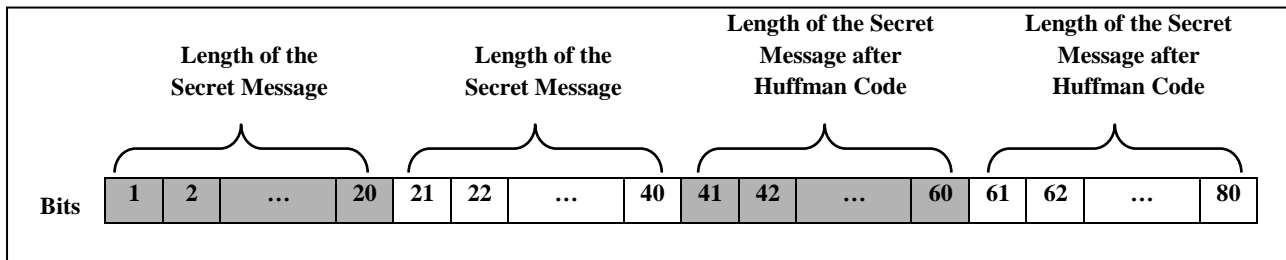 Length of the
Secret Message
Length of the
Secret Message
Length of the Secret
Message after
Huffman Code
Length of the Secret
Message after
Huffman Code
Bits 1 2 … 20 21 22 … 40 41 42 … 60 61 62 … 80